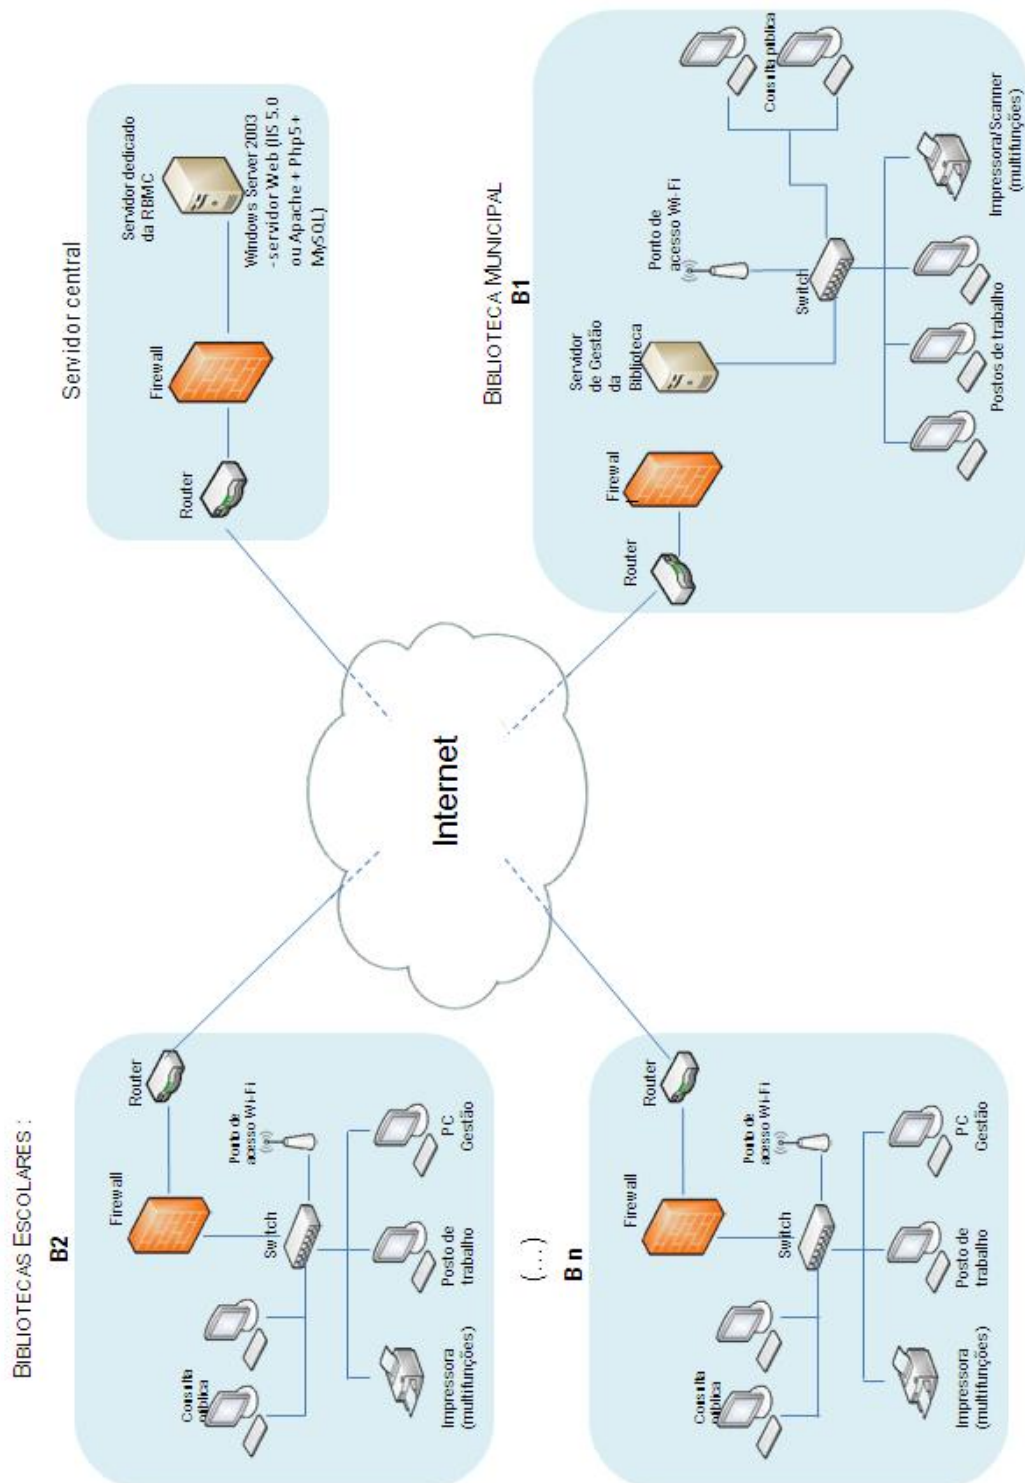 BIBLIOTECAS ESCOLARES :
B2
Router
Firewall
Ponto de
acesso Wi-Fi
Switch
Consulta
pública
Impressora
(multifunções)
Posto de
trabalho
PC
Gestão
(....)
Bn
Router
Firewall
Ponto de
acesso Wi-Fi
Switch
Consulta
pública
Impressora
(multifunções)
Posto de
trabalho
PC
Gestão
Internet
Servidor central
Router
Firewall
Servidor dedicado
da RBMC
Windows Server 2003
- servidor Web (IIS 5.0
ou Apache + Php5+
MySQL)
BIBLIOTECA MUNICIPAL
B1
Router
Firewal
l
Servidor
de Gestão
da
Biblioteca
Ponto de
acesso Wi-Fi
Switch
Consulta pública
Postos de trabalho
Impressora/Scanner
(multifunções)